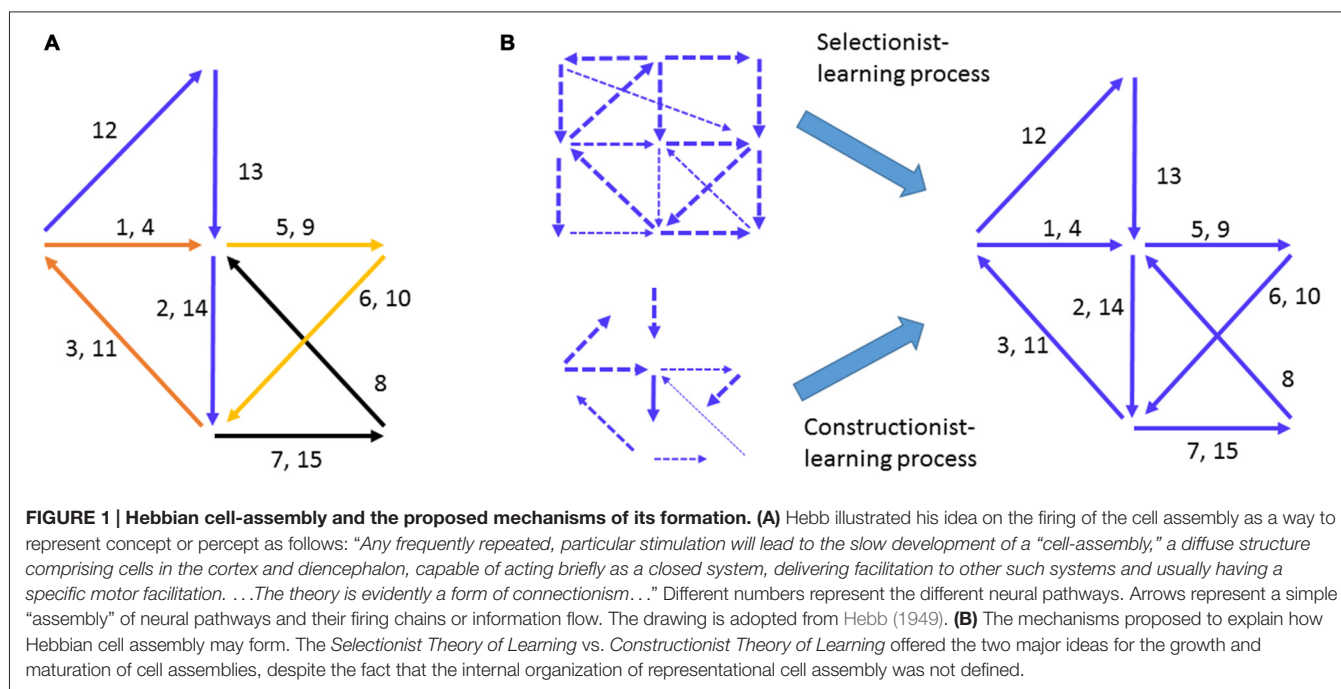 A
12
13
1, 4
5, 9
2, 14
6, 10
3, 11
8
7, 15
B
Selectionist-
learning process
Constructionist-
learning process
12
13
1, 4
5, 9
2, 14
6, 10
3, 11
8
7, 15
FIGURE 1 | Hebbian cell-assembly and the proposed mechanisms of its formation. (A) Hebb illustrated his idea on the firing of the cell assembly as a way to
represent concept or percept as follows: “Any frequently repeated, particular stimulation will lead to the slow development of a “cell-assembly,” a diffuse structure
comprising cells in the cortex and diencephalon, capable of acting briefly as a closed system, delivering facilitation to other such systems and usually having a
specific motor facilitation. …The theory is evidently a form of connectionism…” Different numbers represent the different neural pathways. Arrows represent a simple
“assembly” of neural pathways and their firing chains or information flow. The drawing is adopted from Hebb (1949). (B) The mechanisms proposed to explain how
Hebbian cell assembly may form. The Selectionist Theory of Learning vs. Constructionist Theory of Learning offered the two major ideas for the growth and
maturation of cell assemblies, despite the fact that the internal organization of representational cell assembly was not defined.